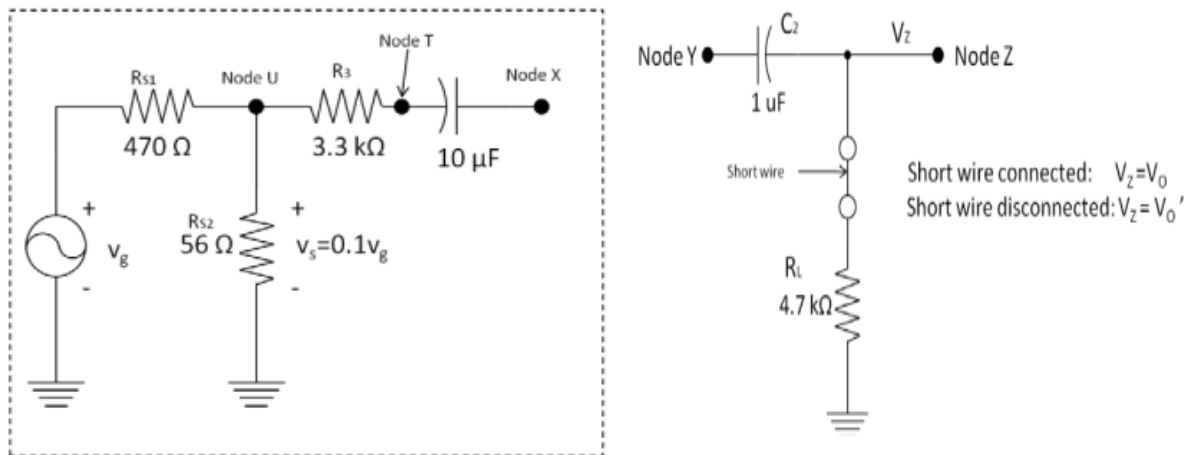 Node T
Rs1
Node U
R3
Node X
470 Ω
3.3 kΩ
10 µF
+
vg
-
Rs2
56 Ω
+
vs=0.1vg
-
C2
Vz
Node Y
Node Z
1 uF
Short wire
Short wire connected: Vz=Vo
Short wire disconnected: Vz= Vo'
RL
4.7 kΩ